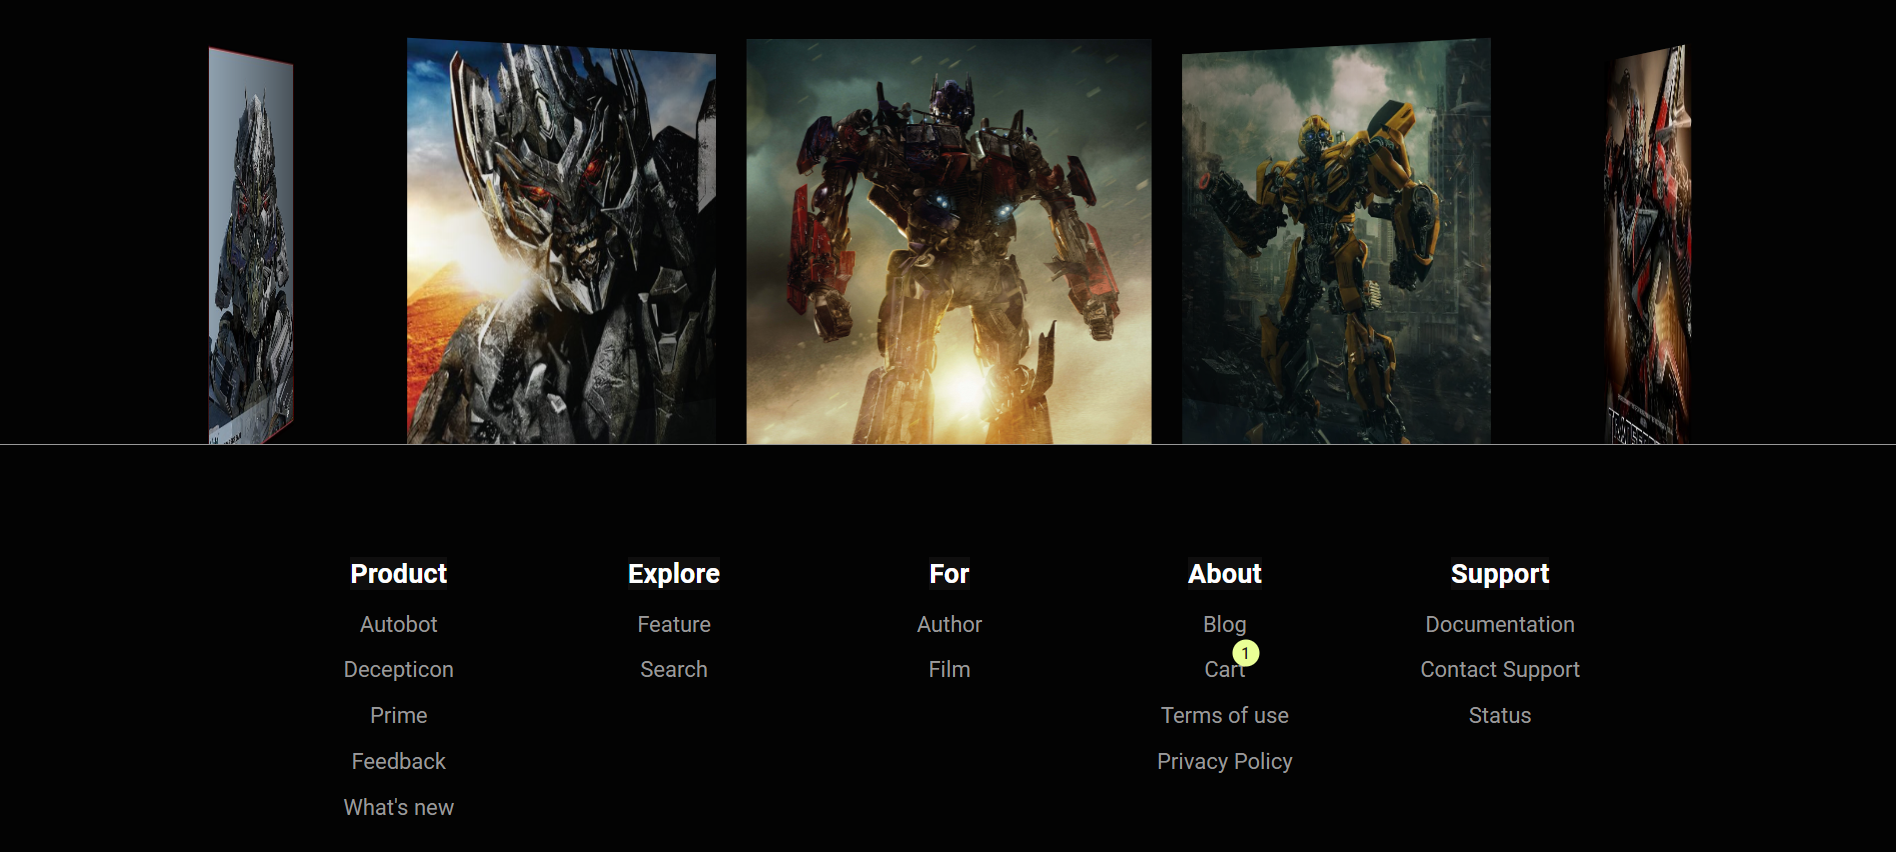 Product
Autobot
Decepticon
Prime
Feedback
What's new
Explore
Feature
Search
For
Author
Film
About
Blog
1
Cart
Terms of use
Privacy Policy
Support
Documentation
Contact Support
Status